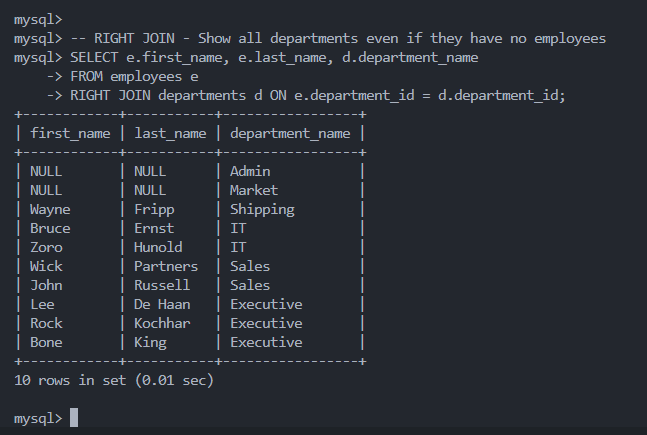 mysql>
mysql> -- RIGHT JOIN - Show all departments even if they have no employees
mysql> SELECT e.first_name, e.last_name, d.department_name
    -> FROM employees e
    -> RIGHT JOIN departments d ON e.department_id = d.department_id;
+------------+-----------+-----------------+
| first_name | last_name | department_name |
+------------+-----------+-----------------+
| NULL       | NULL      | Admin           |
| NULL       | NULL      | Market          |
| Wayne      | Fripp     | Shipping        |
| Bruce      | Ernst     | IT              |
| Zoro       | Hunold    | IT              |
| Wick       | Partners  | Sales           |
| John       | Russell   | Sales           |
| Lee        | De Haan   | Executive       |
| Rock       | Kochhar   | Executive       |
| Bone       | King      | Executive       |
+------------+-----------+-----------------+
10 rows in set (0.01 sec)

mysql>